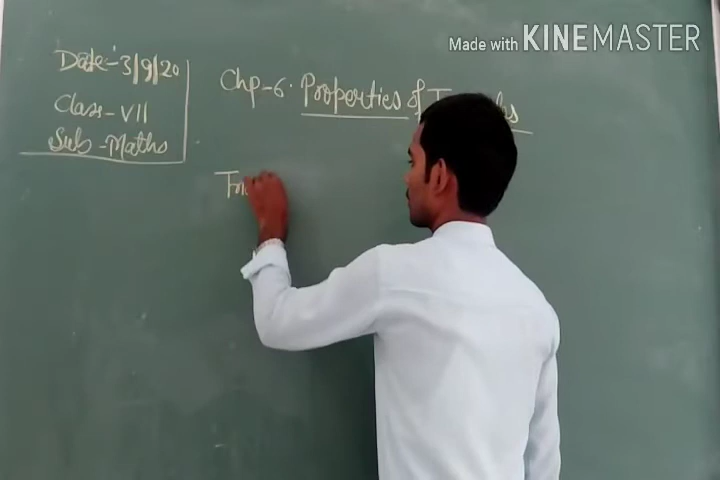 Made with KINEMASTER
Date:-3/9/20
Class-VII
Sub-Maths
Chp-6. Properties of